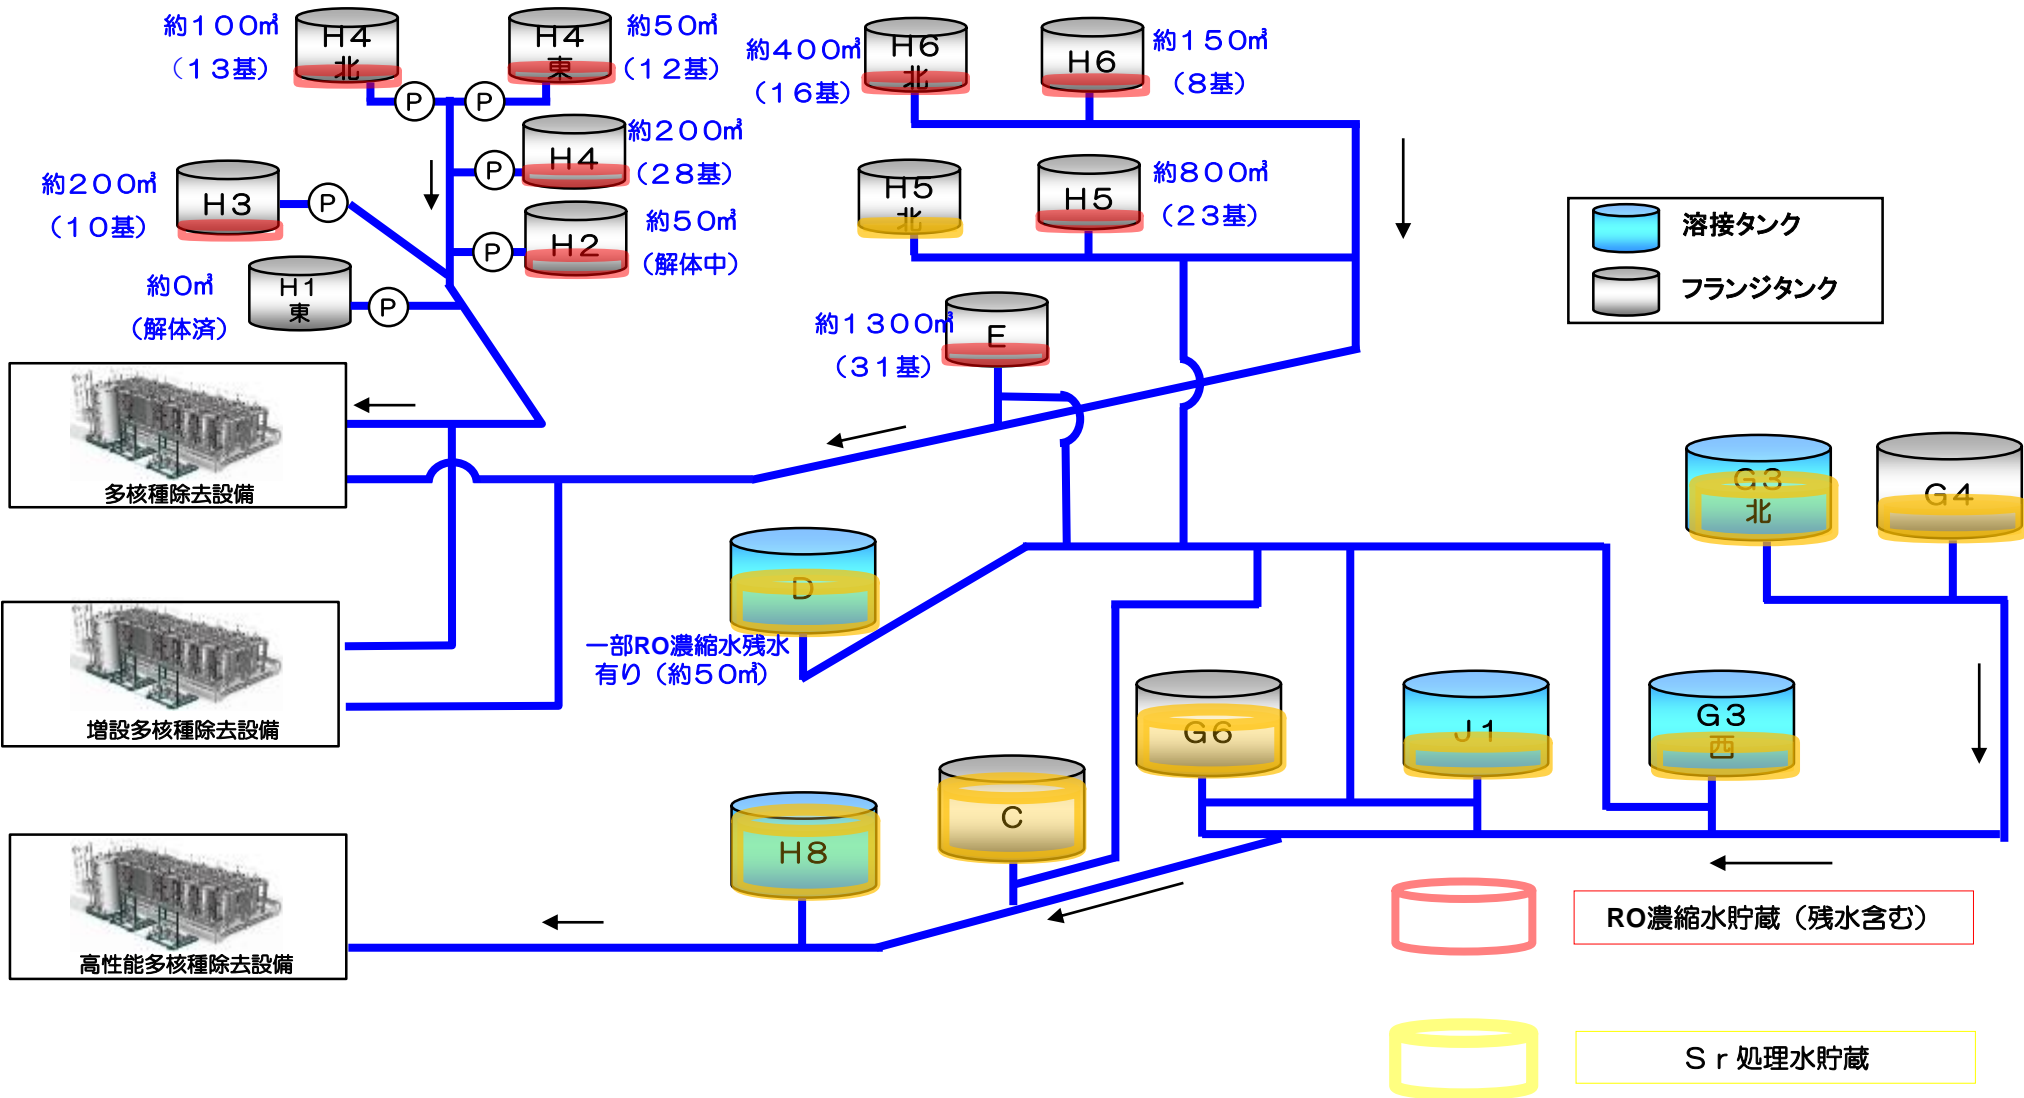 約１００㎥
（１３基）
Ｈ４
北
Ｈ４
東
約５０㎥
（１２基）
約４００㎥
（１６基）
Ｈ６
北
Ｈ６
約１５０㎥
（８基）
Ｐ
Ｐ
約２００㎥
（２８基）
Ｈ４
Ｐ
約２００㎥
（１０基）
Ｈ３
Ｐ
Ｈ５
北
Ｈ５
約８００㎥
（２３基）
Ｈ２
Ｐ
約５０㎥
（解体中）
約０㎥
（解体済）
Ｈ１
東
Ｐ
約１３００㎥
（３１基）
Ｅ
溶接タンク
フランジタンク
多核種除去設備
Ｇ３
北
Ｇ４
Ｄ
一部RO濃縮水残水
有り（約５０㎥）
増設多核種除去設備
Ｇ６
Ｊ１
Ｇ３
西
Ｃ
Ｈ８
高性能多核種除去設備
RO濃縮水貯蔵（残水含む）
Ｓｒ処理水貯蔵